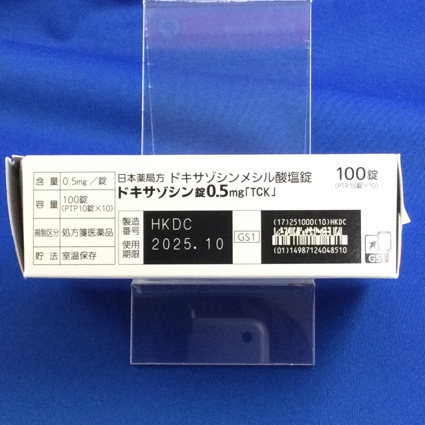 含量 0.5mg/錠
容量 100錠
(PTP10錠×10)
規制区分 処方箋医薬品
貯法 室温保存
日本薬局方 ドキサゾシンメシル酸塩錠 100錠
(PTP10錠×10)
ドキサゾシン錠0.5mg「TCK」
製造番号 HKDC
使用期限 2025.10
GS1
(17)251000(10)HKDC
(01)14987124048510
GS1